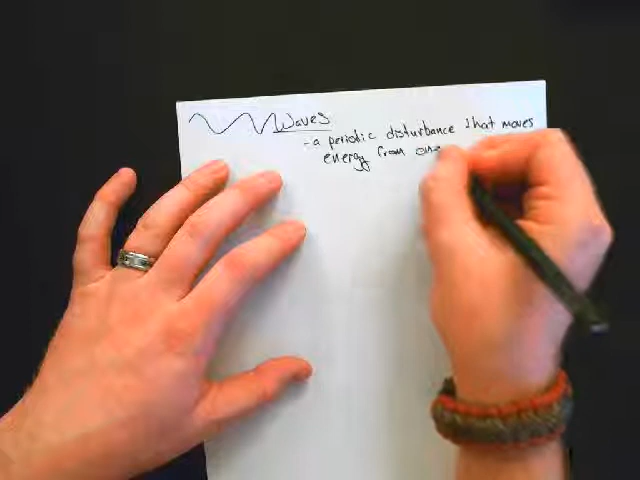 Waves
- a periodic disturbance that moves
energy from one